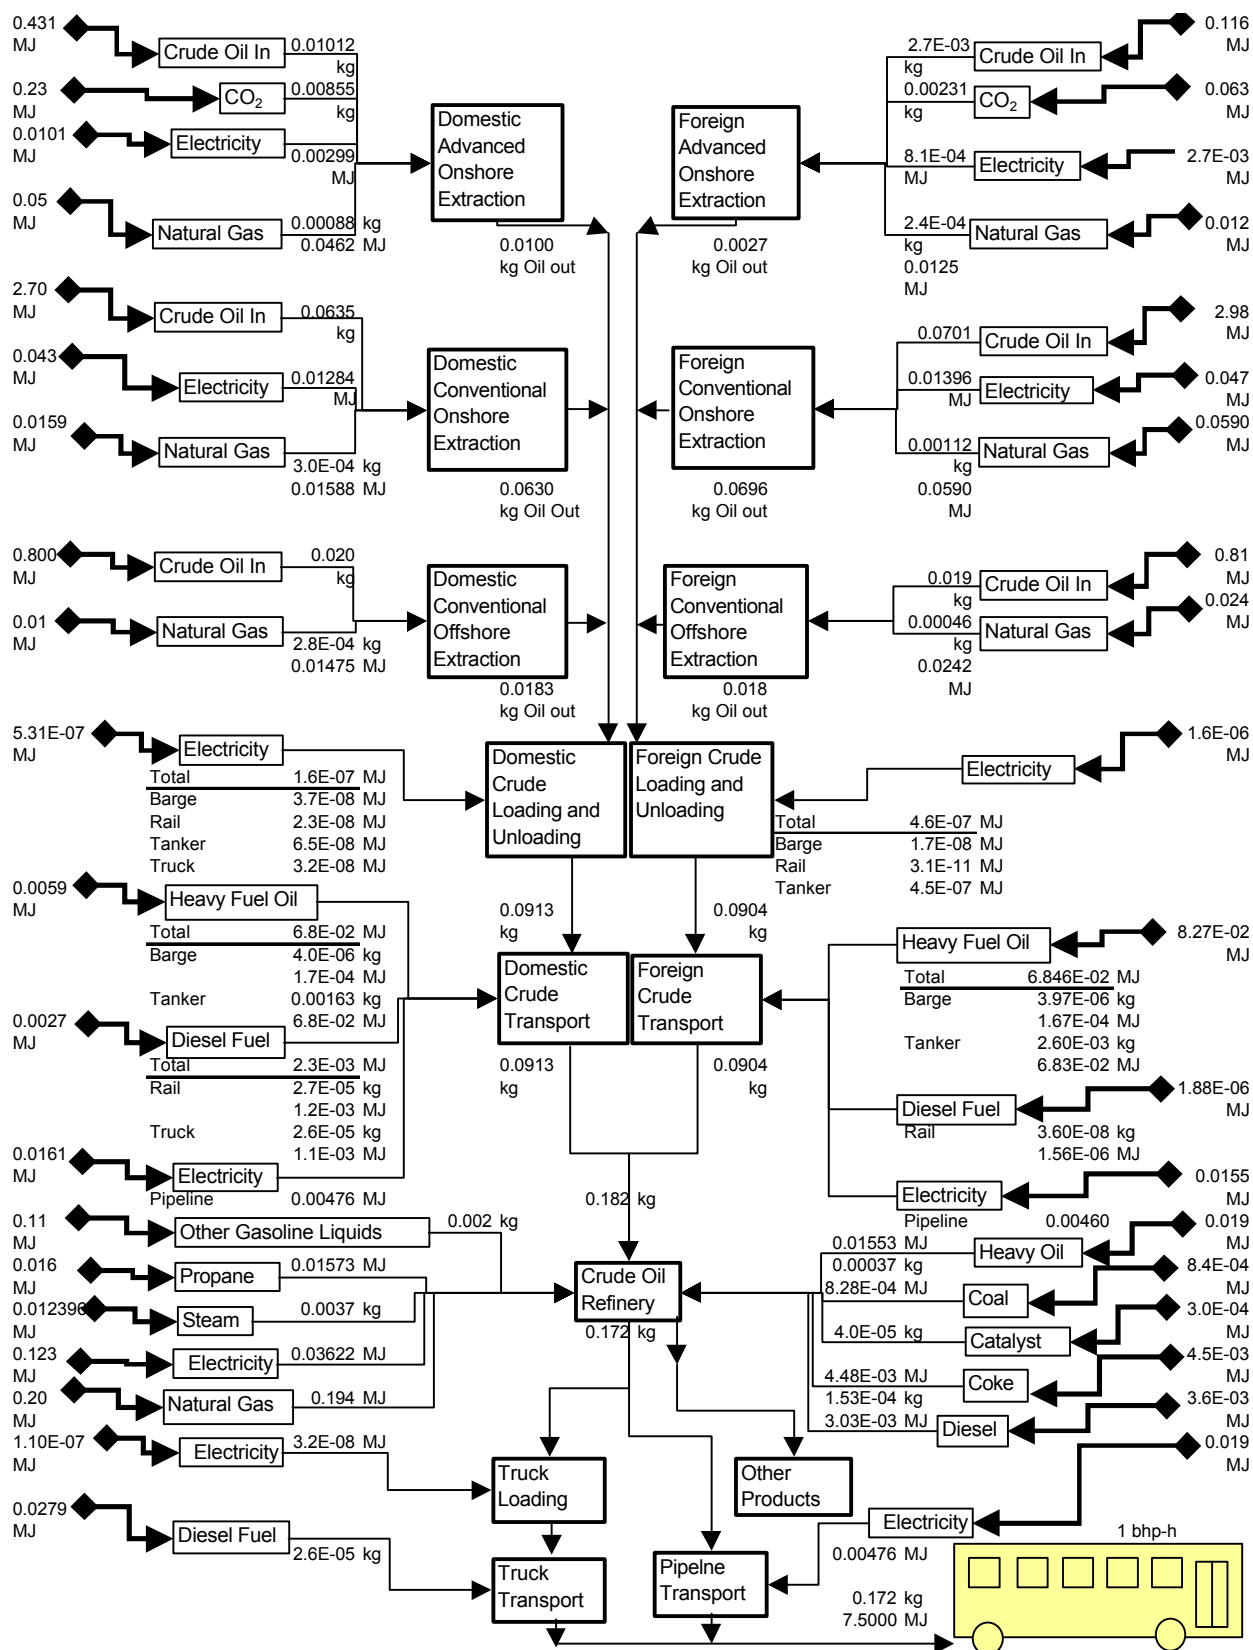 0.431
MJ
Crude Oil In
0.01012
kg
0.23
MJ
CO2
0.00855
kg
0.0101
MJ
Electricity
0.00299
MJ
0.05
MJ
Natural Gas
0.00088 kg
0.0462 MJ
Domestic
Advanced
Onshore
Extraction
0.0100
kg Oil out
Foreign
Advanced
Onshore
Extraction
0.0027
kg Oil out
2.7E-03
kg
Crude Oil In
0.116
MJ
0.00231
kg
CO2
0.063
MJ
8.1E-04
MJ
Electricity
2.7E-03
MJ
2.4E-04
kg
0.0125
MJ
Natural Gas
0.012
MJ
2.70
MJ
Crude Oil In
0.0635
kg
0.043
MJ
Electricity
0.01284
MJ
0.0159
MJ
Natural Gas
3.0E-04 kg
0.01588 MJ
Domestic
Conventional
Onshore
Extraction
0.0630
kg Oil Out
Foreign
Conventional
Onshore
Extraction
0.0696
kg Oil out
0.0701
Crude Oil In
2.98
MJ
0.01396
MJ
Electricity
0.047
MJ
0.00112
kg
0.0590
MJ
Natural Gas
0.0590
MJ
0.800
MJ
Crude Oil In
0.020
kg
0.01
MJ
Natural Gas
2.8E-04 kg
0.01475 MJ
Domestic
Conventional
Offshore
Extraction
0.0183
kg Oil out
Foreign
Conventional
Offshore
Extraction
0.018
kg Oil out
0.019
kg
Crude Oil In
0.81
MJ
0.00046
kg
0.0242
MJ
Natural Gas
0.024
MJ
5.31E-07
MJ
Electricity
Total 1.6E-07 MJ
Barge 3.7E-08 MJ
Rail 2.3E-08 MJ
Tanker 6.5E-08 MJ
Truck 3.2E-08 MJ
Domestic
Crude
Loading and
Unloading
Foreign Crude
Loading and
Unloading
Electricity
1.6E-06
MJ
Total 4.6E-07 MJ
Barge 1.7E-08 MJ
Rail 3.1E-11 MJ
Tanker 4.5E-07 MJ
0.0059
MJ
Heavy Fuel Oil
Total 6.8E-02 MJ
Barge 4.0E-06 kg
1.7E-04 MJ
Tanker 0.00163 kg
6.8E-02 MJ
0.0913
kg
0.0904
kg
Domestic
Crude
Transport
Foreign
Crude
Transport
Heavy Fuel Oil
8.27E-02
MJ
Total 6.846E-02 MJ
Barge 3.97E-06 kg
1.67E-04 MJ
Tanker 2.60E-03 kg
6.83E-02 MJ
0.0027
MJ
Diesel Fuel
Total 2.3E-03 MJ
Rail 2.7E-05 kg
1.2E-03 MJ
Truck 2.6E-05 kg
1.1E-03 MJ
0.0913
kg
0.0904
kg
Diesel Fuel
1.88E-06
MJ
Rail 3.60E-08 kg
1.56E-06 MJ
0.0161
MJ
Electricity
Pipeline 0.00476 MJ
0.182 kg
Electricity
0.0155
MJ
Pipeline 0.00460
0.11
MJ
Other Gasoline Liquids
0.002 kg
0.016
MJ
Propane
0.01573 MJ
0.012396
MJ
Steam
0.0037 kg
0.123
MJ
Electricity
0.03622 MJ
0.20
MJ
Natural Gas
0.194 MJ
Crude Oil
Refinery
0.172 kg
0.01553 MJ
0.00037 kg
Heavy Oil
0.019
MJ
8.28E-04 MJ
Coal
8.4E-04
MJ
4.0E-05 kg
Catalyst
3.0E-04
MJ
4.48E-03 MJ
1.53E-04 kg
Coke
4.5E-03
MJ
3.03E-03 MJ
Diesel
3.6E-03
MJ
1.10E-07
MJ
Electricity
3.2E-08 MJ
Truck
Loading
Other
Products
0.019
MJ
0.0279
MJ
Diesel Fuel
2.6E-05 kg
Truck
Transport
Pipelne
Transport
Electricity
0.00476 MJ
0.172 kg
7.5000 MJ
1 bhp-h